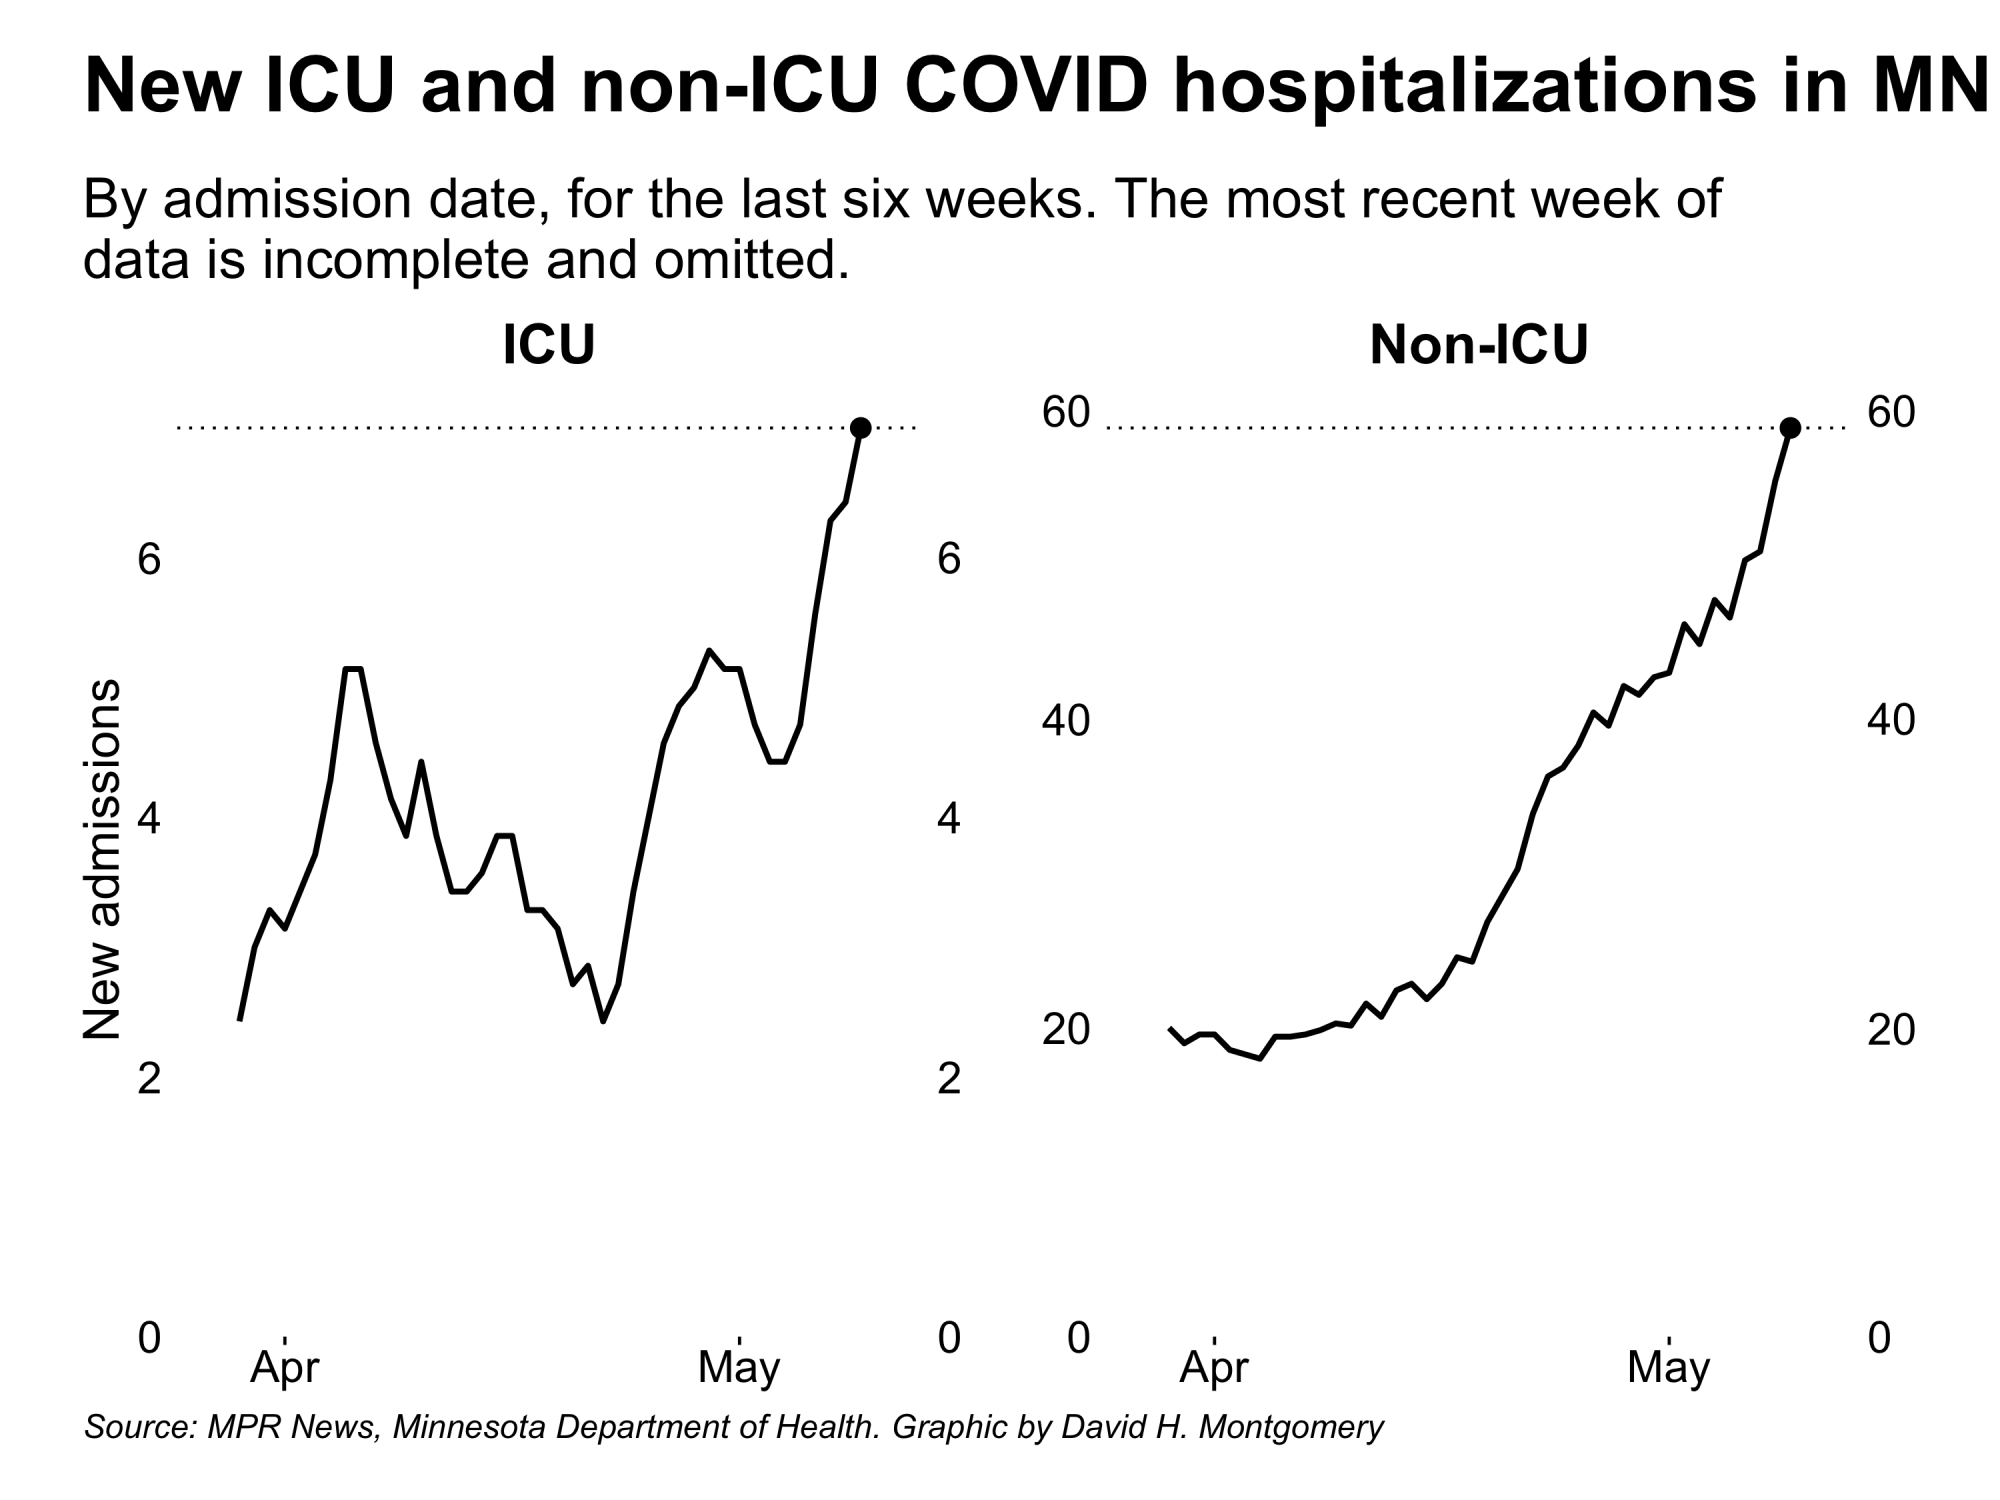 New ICU and non-ICU COVID hospitalizations in MN
By admission date, for the last six weeks. The most recent week of
data is incomplete and omitted.
ICU
New admissions
6
4
2
0
6
4
2
0
Apr
May
Non-ICU
60
40
20
0
60
40
20
0
Apr
May
Source: MPR News, Minnesota Department of Health. Graphic by David H. Montgomery